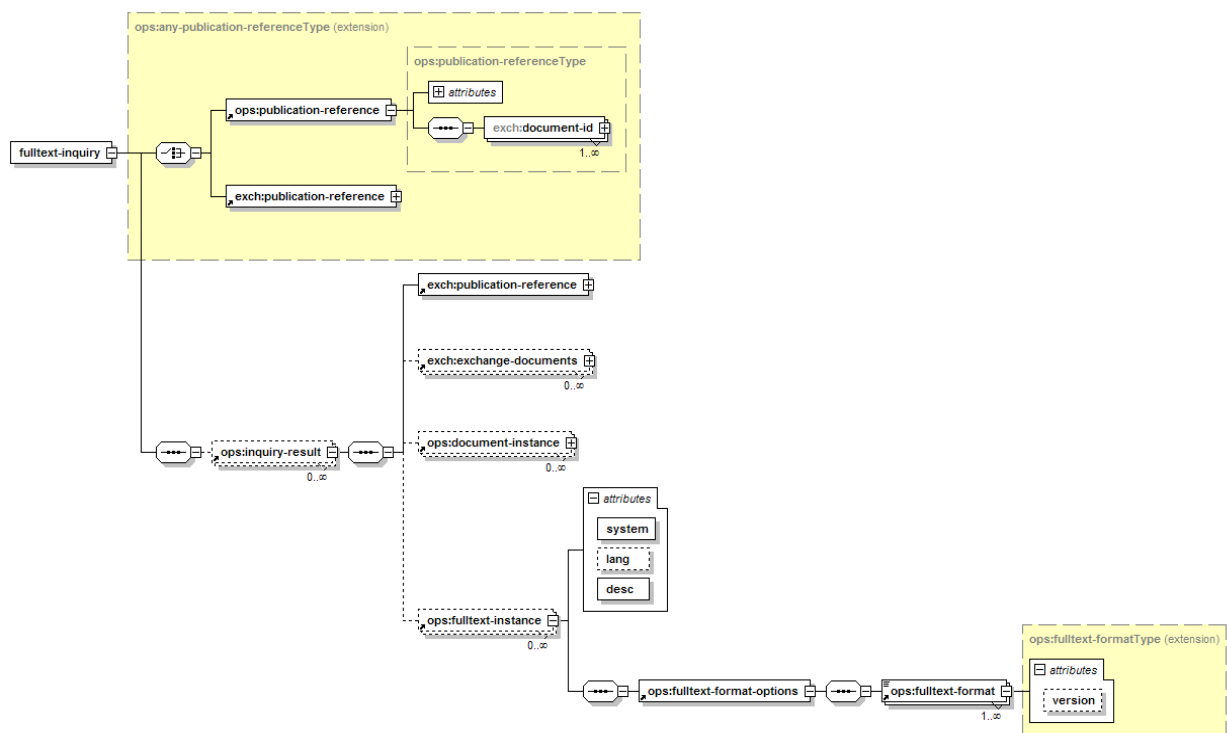 ops:any-publication-referenceType (extension)
ops:publication-referenceType
attributes
ops:publication-reference
exch:document-id
1..∞
fulltext-inquiry
exch:publication-reference
exch:publication-reference
exch:exchange-documents
0..∞
ops:document-instance
0..∞
ops:inquiry-result
0..∞
attributes
system
lang
desc
ops:fulltext-instance
0..∞
ops:fulltext-formatType (extension)
attributes
ops:fulltext-format-options
ops:fulltext-format
version
1..∞